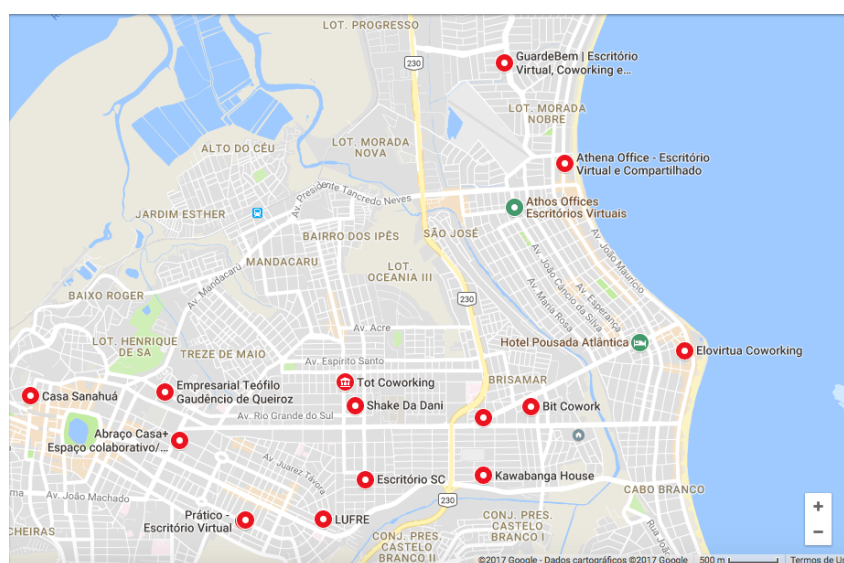 LOT. PROGRESSO
230
GuardeBem | Escritório
Virtual, Coworking e...
LOT. MORADA
NOBRE
ALTO DO CÉU
LOT. MORADA
NOVA
Athena Office - Escritório
Virtual e Compartilhado
Av. Presidente Tancredo Neves
Athos Offices
Escritórios Virtuais
JARDIM ESTHER
BAIRRO DOS IPÊS
SÃO JOSÉ
Av. João Maurício
MANDACARU
LOT.
OCEANIA III
Av. Mandacarú
Av. João Câncio da Silva
Av. Esperança
Av. Maria Rosa
BAIXO ROGER
230
Av. Acre
LOT. HENRIQUE
DE SA
TREZE DE MAIO
Hotel Pousada Atlântica
Elovirtua Coworking
Av. Espírito Santo
Empresarial Teófilo
Gaudêncio de Queiroz
Tot Coworking
BRISAMAR
Casa Sanahuá
Shake Da Dani
Bit Cowork
Av. Rio Grande do Sul
Abraço Casa+
Espaço colaborativo/...
Av. Juarez Távora
Escritório SC
Kawabanga House
CABO BRANCO
ma
Av. João Machado
230
Prático -
Escritório Virtual
LUFRE
CONJ. PRES.
CASTELO
BRANCO I
Rua João
CHEIRAS
CONJ. PRES.
CASTELO
BRANCO II
+
−
©2017 Google - Dados cartográficos ©2017 Google 500 m Termos de U